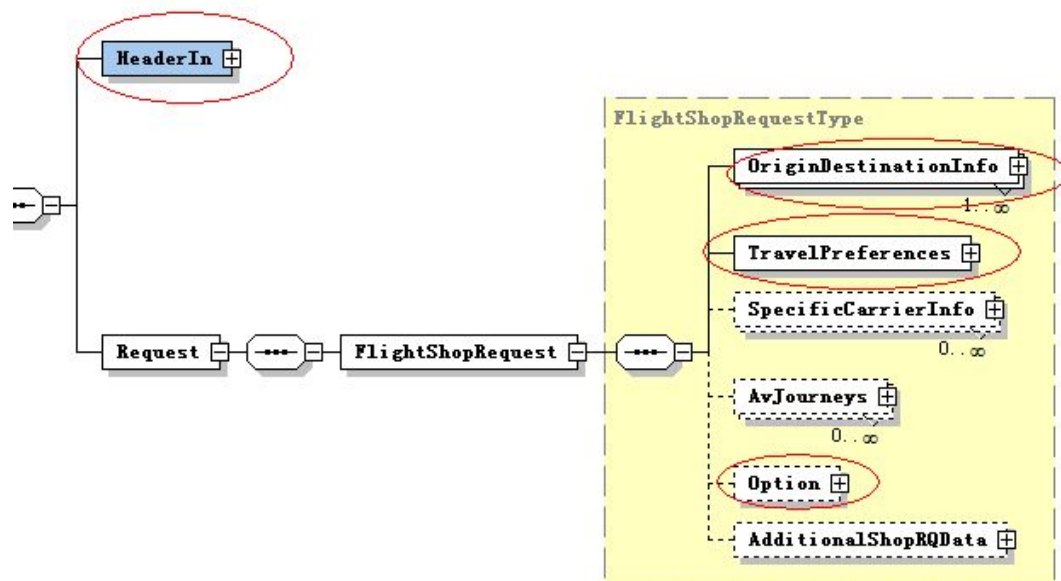 HeaderIn
FlightShopRequestType
OriginDestinationInfo
1..∞
TravelPreferences
SpecificCarrierInfo
0..∞
Request
FlightShopRequest
AvJourneys
0..∞
Option
AdditionalShopRQData